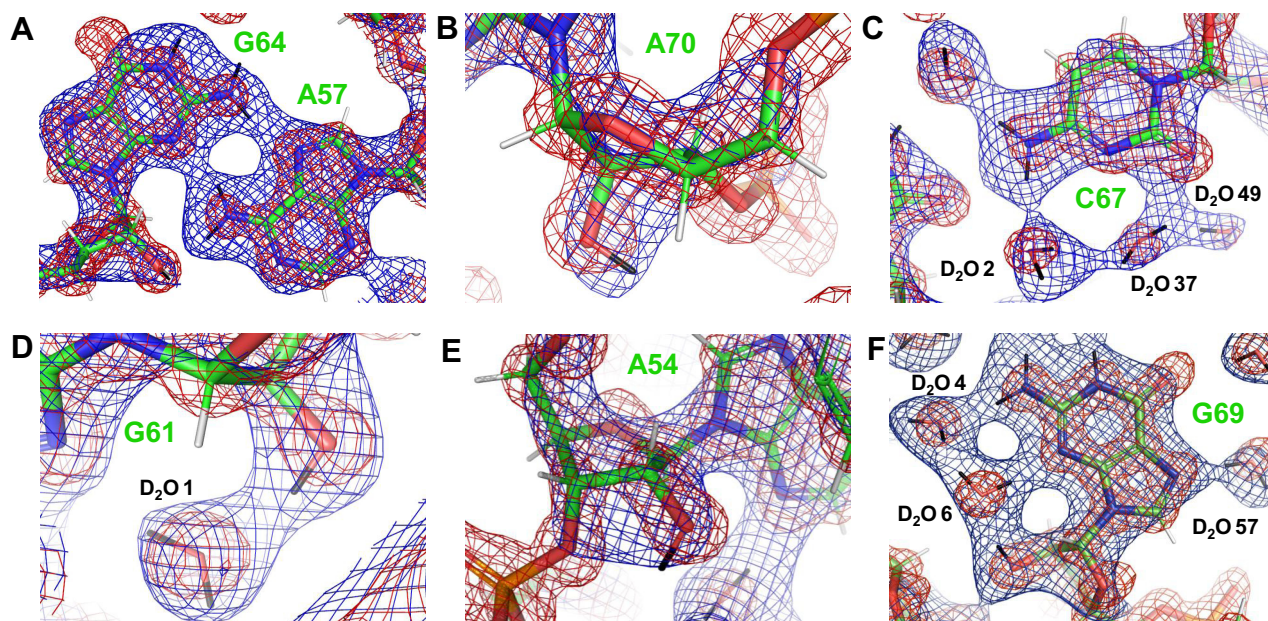 A
G64
A57
B
A70
C
C67
D₂O 49
D₂O 2
D₂O 37
D
G61
D₂O 1
E
A54
F
D₂O 4
G69
D₂O 6
D₂O 57